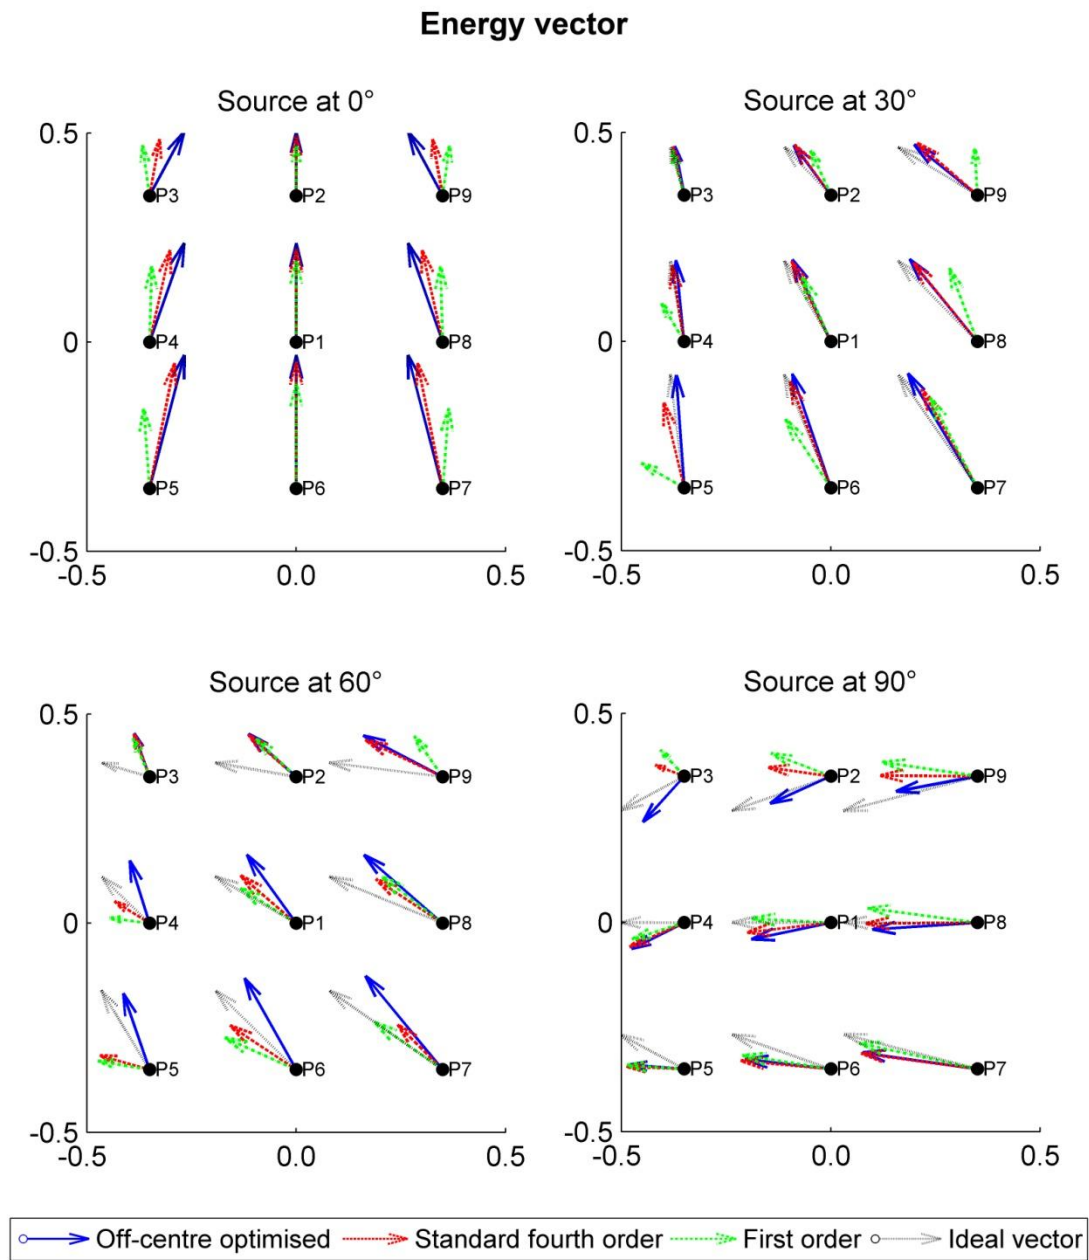 Energy vector
Source at 0°
0.5
P3 P2 P9
0
P4 P1 P8
P5 P6 P7
-0.5
-0.5 0.0 0.5
Source at 30°
0.5
P3 P2 P9
0
P4 P1 P8
P5 P6 P7
-0.5
-0.5 0.0 0.5
Source at 60°
0.5
P3 P2 P9
0
P4 P1 P8
P5 P6 P7
-0.5
-0.5 0.0 0.5
Source at 90°
0.5
P3 P2 P9
0
P4 P1 P8
P5 P6 P7
-0.5
-0.5 0.0 0.5
Off-centre optimised Standard fourth order First order Ideal vector